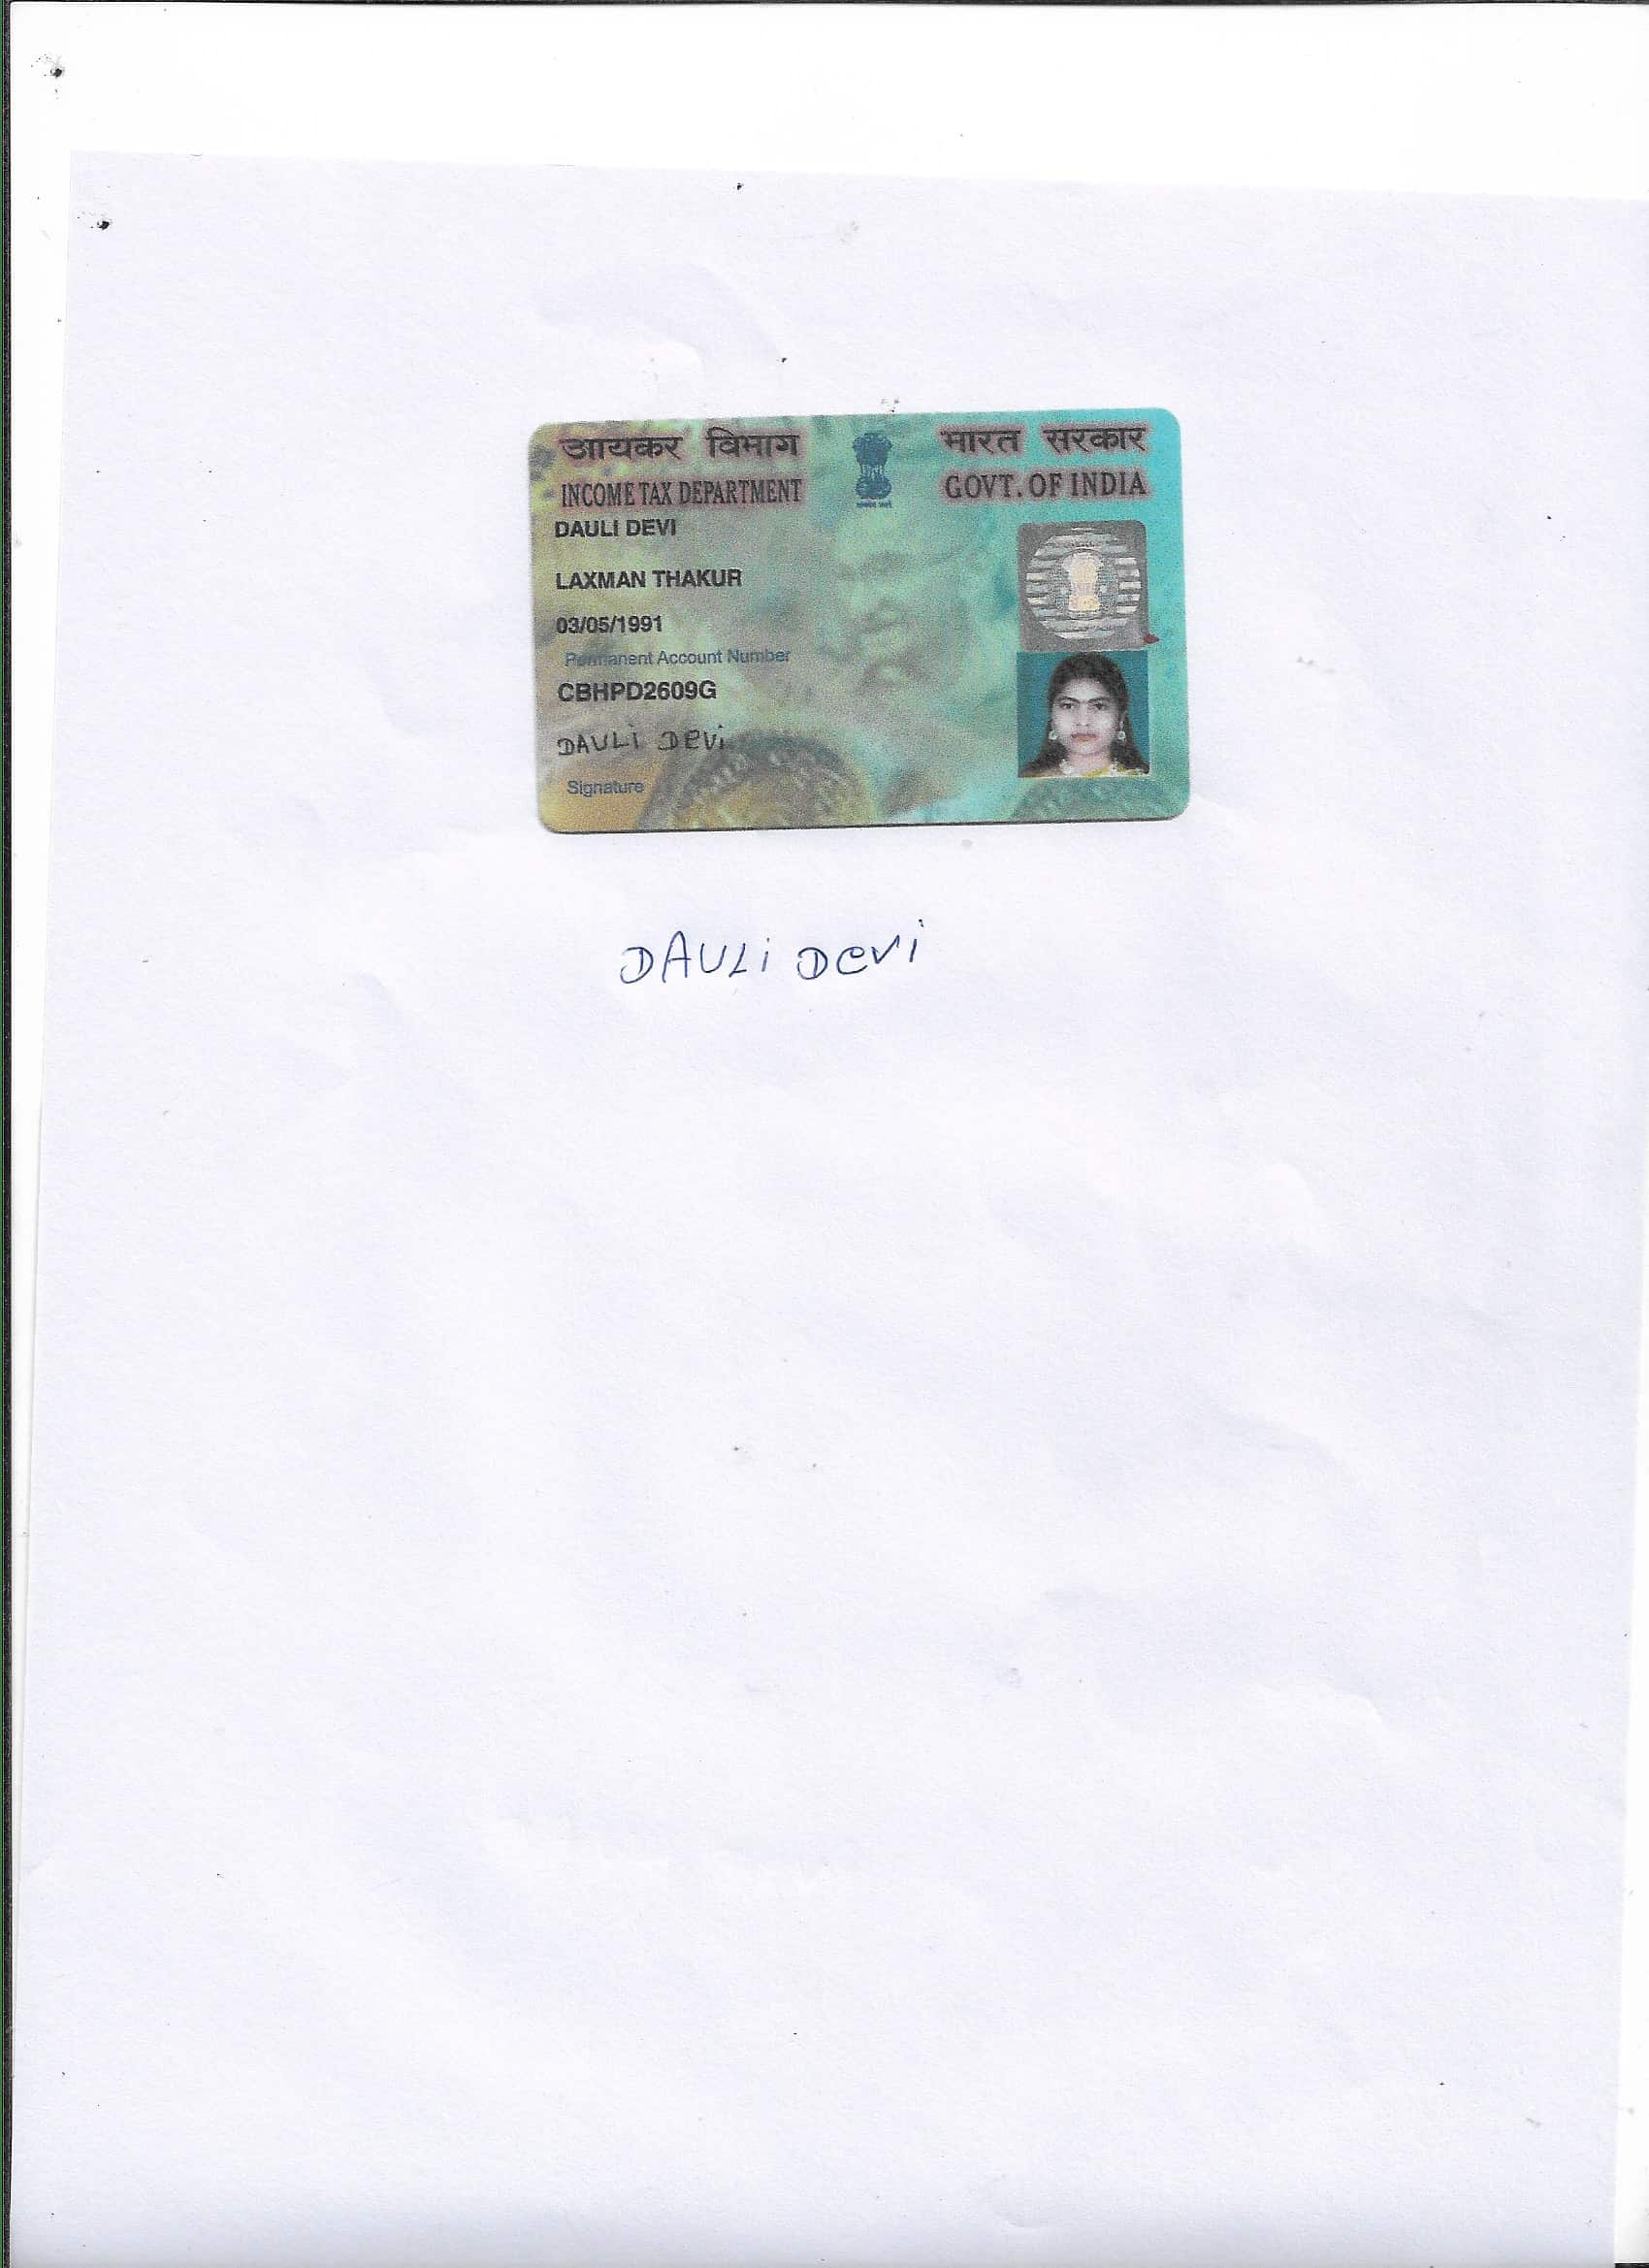 आयकर विभाग
INCOME TAX DEPARTMENT
भारत सरकार
GOVT. OF INDIA
DAULI DEVI
LAXMAN THAKUR
03/05/1991
Permanent Account Number
CBHPD2609G
DAULI DEVI
Signature
DAULI DEVI